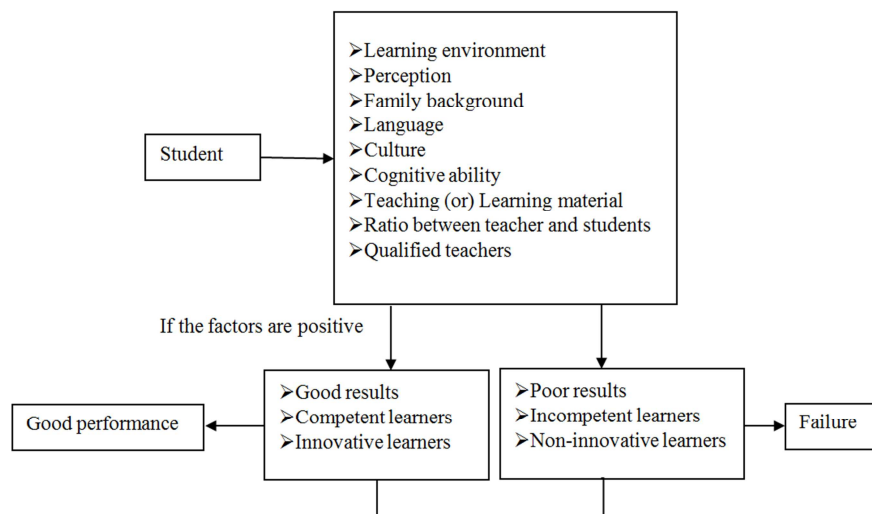 ➢Learning environment
➢Perception
➢Family background
➢Language
➢Culture
➢Cognitive ability
➢Teaching (or) Learning material
➢Ratio between teacher and students
➢Qualified teachers
Student
If the factors are positive
➢Good results
➢Competent learners
➢Innovative learners
➢Poor results
➢Incompetent learners
➢Non-innovative learners
Good performance
Failure